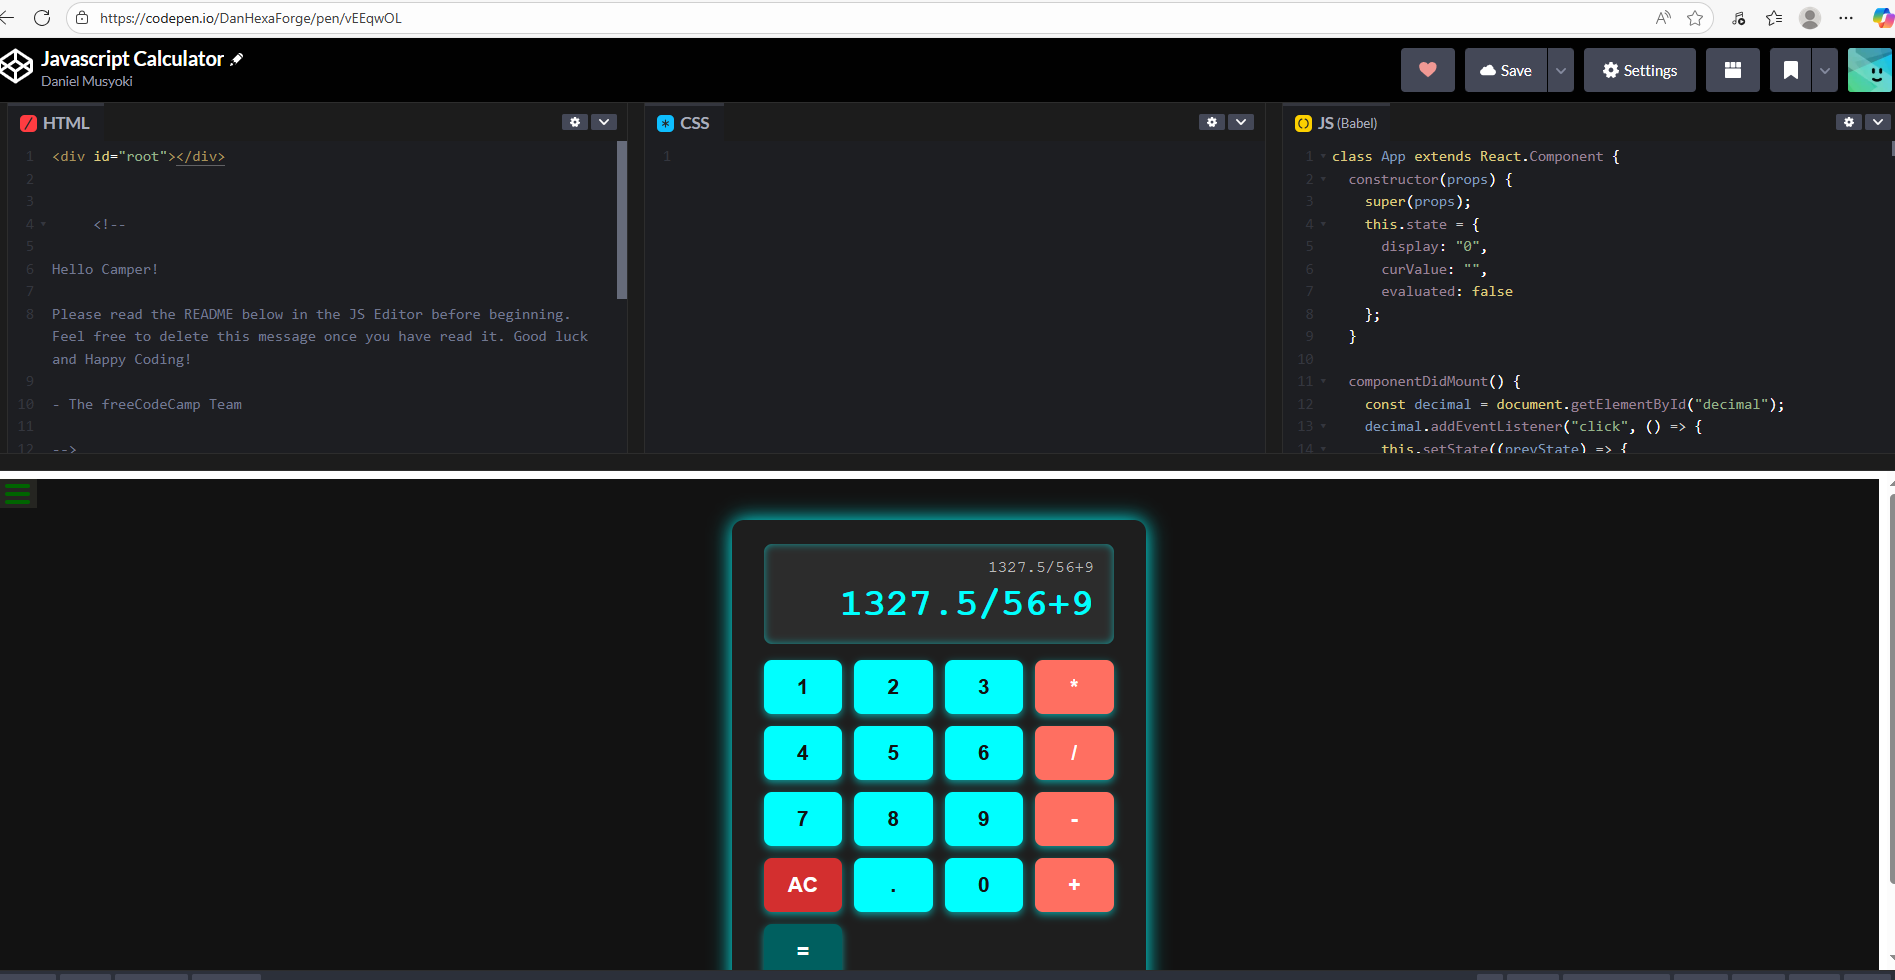 https://codepen.io/DanHexaForge/pen/vEEqwOL
Javascript Calculator
Daniel Musyoki
Save
Settings
HTML
1 <div id="root"></div>
2
3
4 <!--
5
6 Hello Camper!
7
8 Please read the README below in the JS Editor before beginning.
Feel free to delete this message once you have read it. Good luck
and Happy Coding!
9
10 - The freeCodeCamp Team
11
12 -->
CSS
1
JS (Babel)
1 class App extends React.Component {
2 constructor(props) {
3 super(props);
4 this.state = {
5 display: "0",
6 curValue: "",
7 evaluated: false
8 };
9 }
10
11 componentDidMount() {
12 const decimal = document.getElementById("decimal");
13 decimal.addEventListener("click", () => {
14 this.setState((prevState) => {
1327.5/56+9
1327.5/56+9
1 2 3 *
4 5 6 /
7 8 9 -
AC . 0 +
=